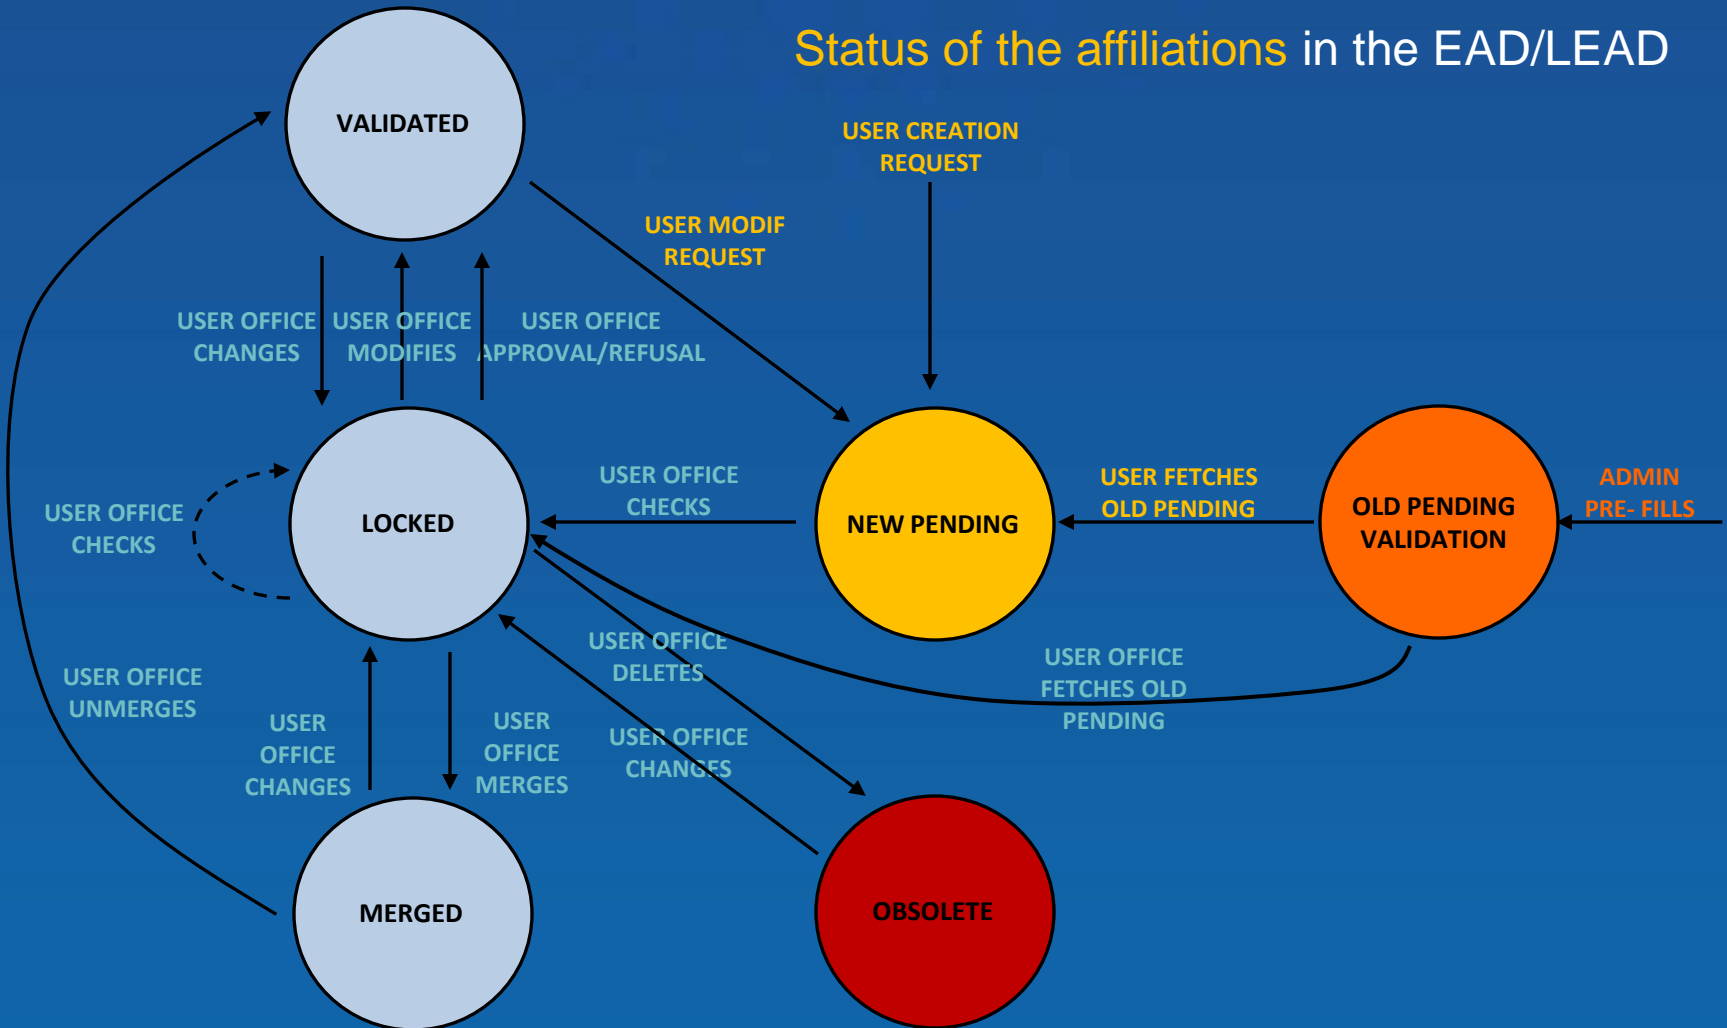 Status of the affiliations in the EAD/LEAD
VALIDATED
USER CREATION
REQUEST
USER MODIF
REQUEST
USER OFFICE
CHANGES
USER OFFICE
MODIFIES
USER OFFICE
APPROVAL/REFUSAL
USER OFFICE
CHECKS
LOCKED
USER OFFICE
CHECKS
NEW PENDING
USER FETCHES
OLD PENDING
OLD PENDING
VALIDATION
ADMIN
PRE- FILLS
USER OFFICE
UNMERGES
USER
OFFICE
CHANGES
USER
OFFICE
MERGES
USER OFFICE
DELETES
USER OFFICE
CHANGES
USER OFFICE
FETCHES OLD
PENDING
MERGED
OBSOLETE